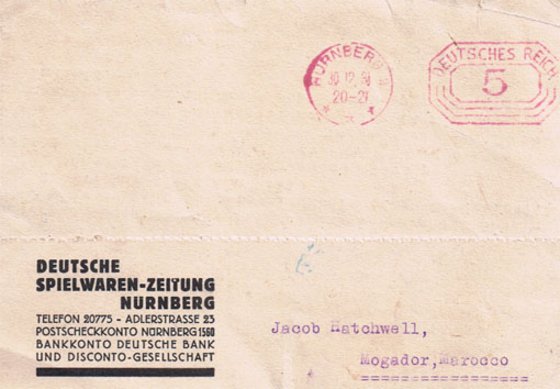 NÜRNBERG
30.12.30
20-21
DEUTSCHES REICH
5
DEUTSCHE
SPIELWAREN-ZEITUNG
NÜRNBERG
TELEFON 20775 - ADLERSTRASSE 23
POSTSCHECKKONTO NÜRNBERG 1560
BANKKONTO DEUTSCHE BANK
UND DISCONTO-GESELLSCHAFT
Jacob Hatchwell,
Mogador, Marocco